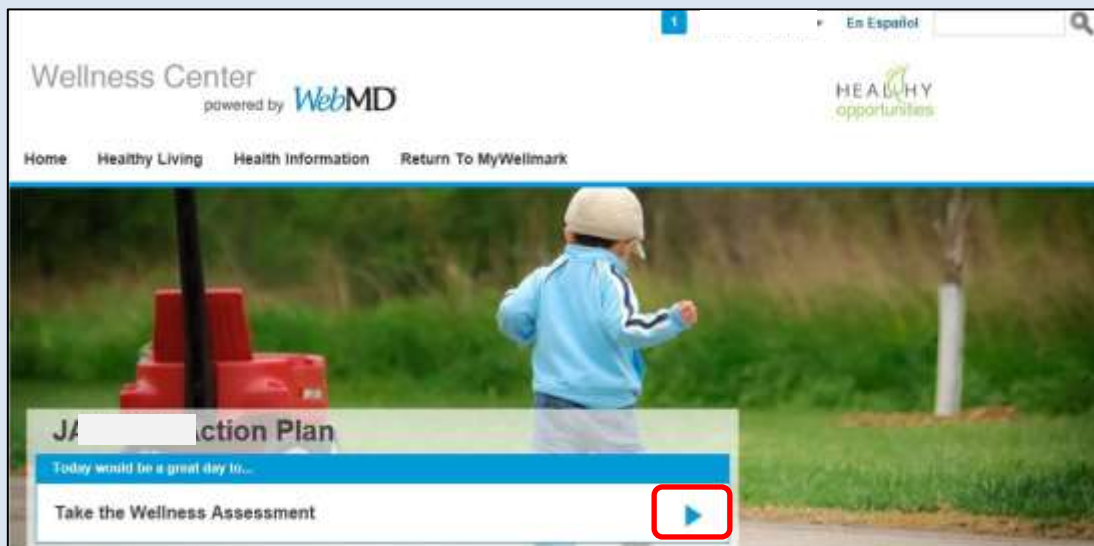 1
En Español
Wellness Center
powered by WebMD
HEALTHY
opportunities
Home Healthy Living Health Information Return To MyWellmark
JA ction Plan
Today would be a great day to...
Take the Wellness Assessment